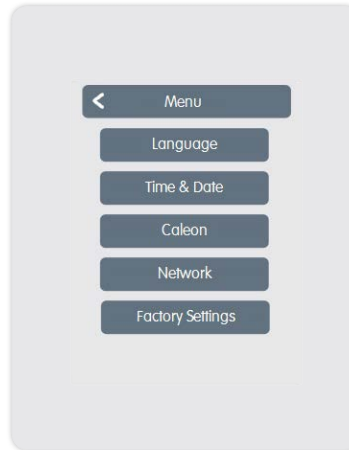 Menu
Language
Time & Date
Caleon
Network
Factory Settings